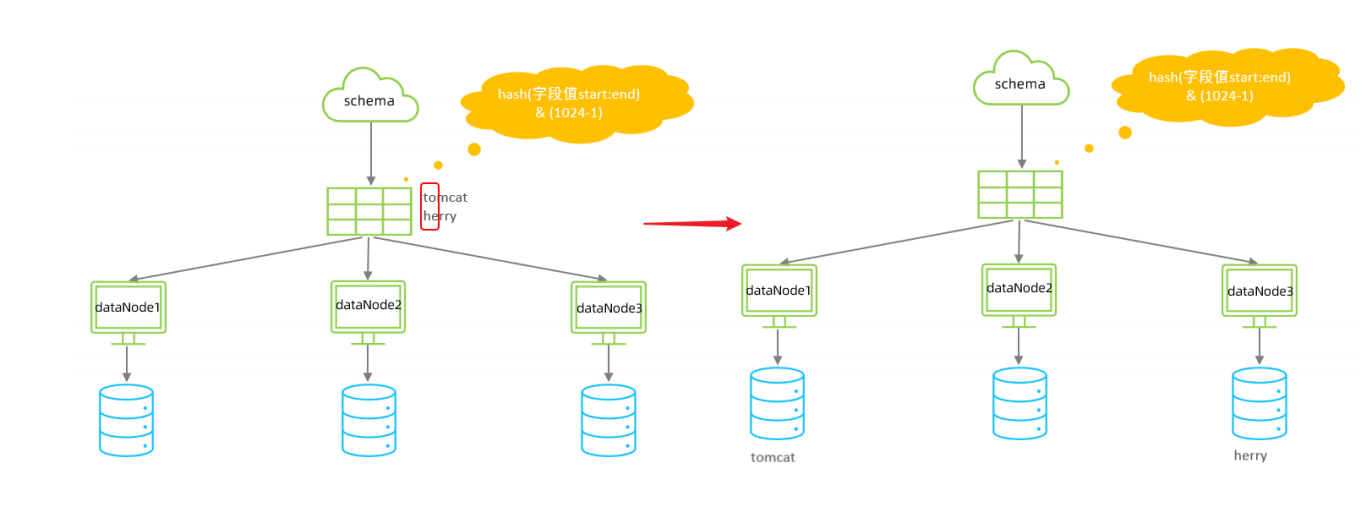 schema
hash(字段值start:end)
& (1024-1)
tomcat
herry
dataNode1
dataNode2
dataNode3
schema
hash(字段值start:end)
& (1024-1)
dataNode1
dataNode2
dataNode3
tomcat
herry